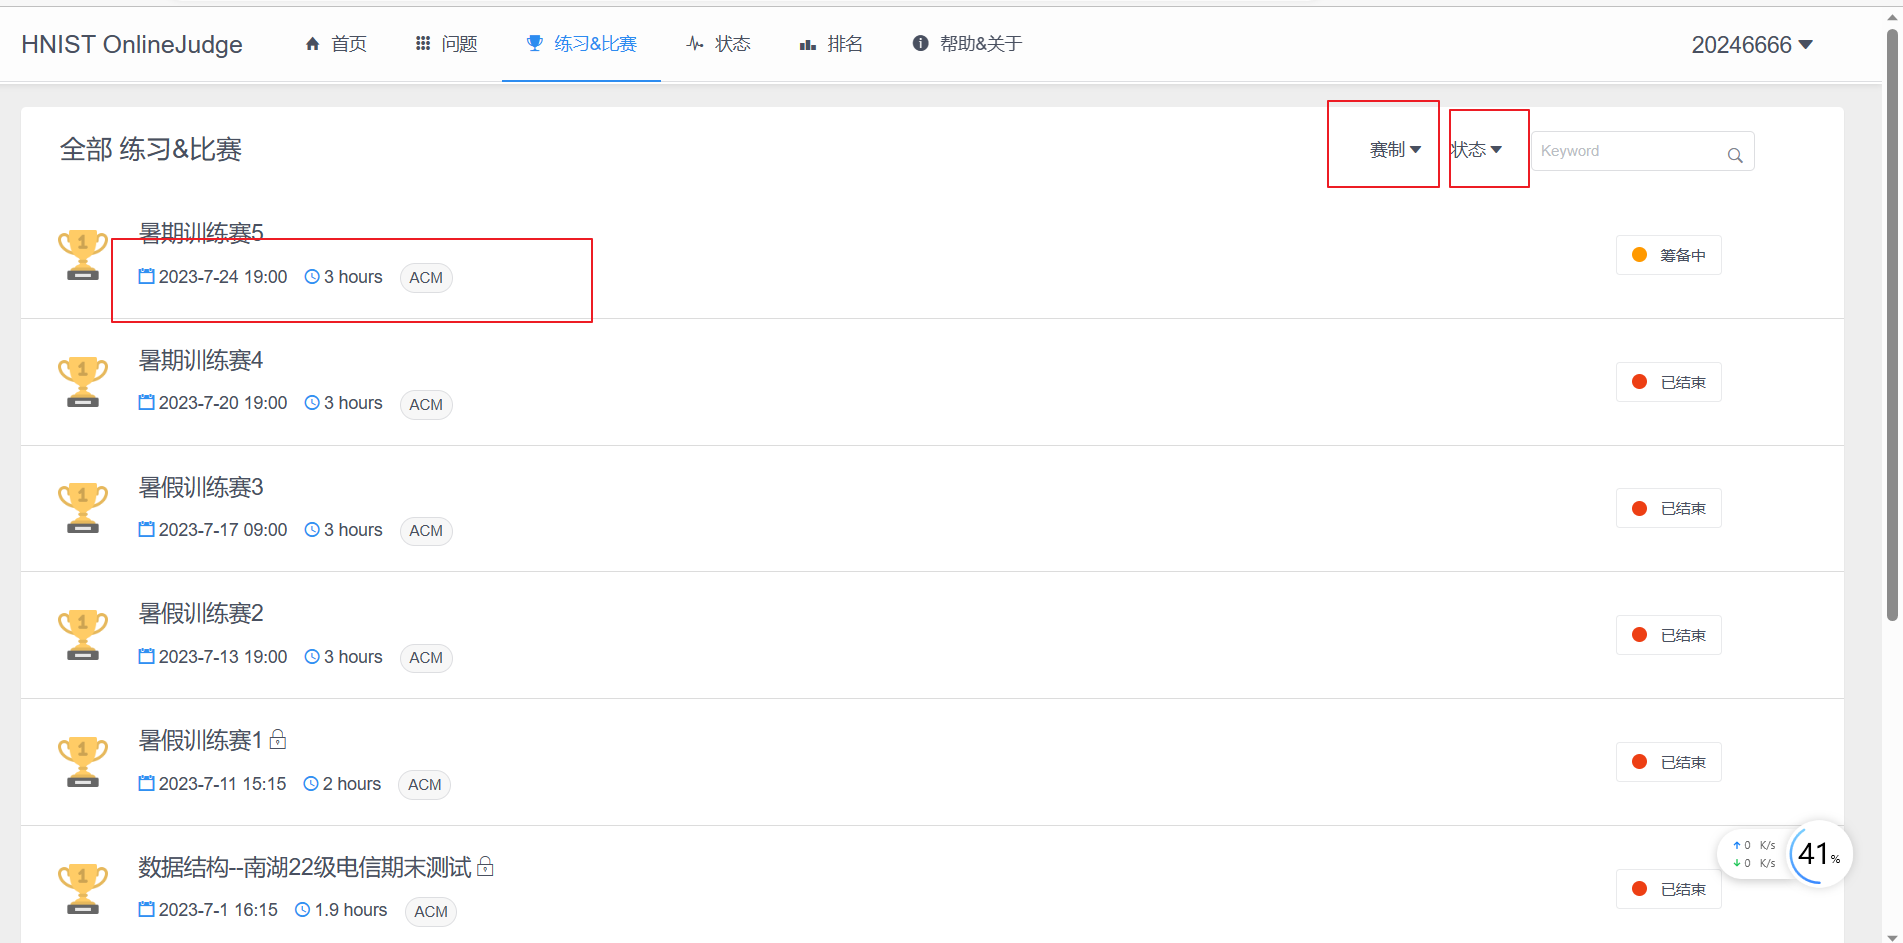 HNIST OnlineJudge 首页 问题 练习&比赛 状态 排名 帮助&关于 20246666
全部 练习&比赛 赛制 状态 Keyword
1 暑期训练赛5
2023-7-24 19:00 3 hours ACM 筹备中
1 暑期训练赛4
2023-7-20 19:00 3 hours ACM 已结束
1 暑假训练赛3
2023-7-17 09:00 3 hours ACM 已结束
1 暑假训练赛2
2023-7-13 19:00 3 hours ACM 已结束
1 暑假训练赛1
2023-7-11 15:15 2 hours ACM 已结束
1 数据结构--南湖22级电信期末测试
2023-7-1 16:15 1.9 hours ACM 已结束
0 K/s
0 K/s
41%